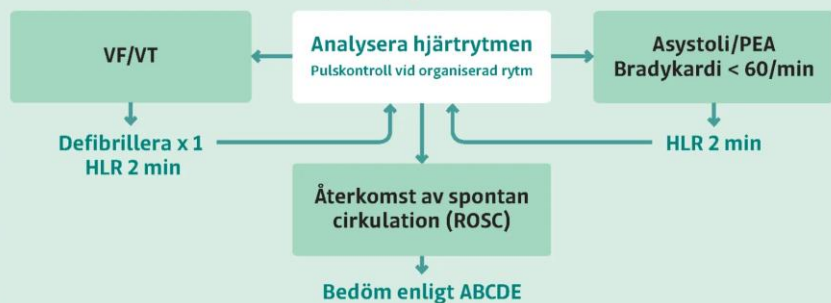 VF/VT
Analysera hjärtrytmen
Pulskontroll vid organiserad rytm
Asystoli/PEA
Bradykardi < 60/min
Defibrillera x 1
HLR 2 min
HLR 2 min
Återkomst av spontan
cirkulation (ROSC)
Bedöm enligt ABCDE